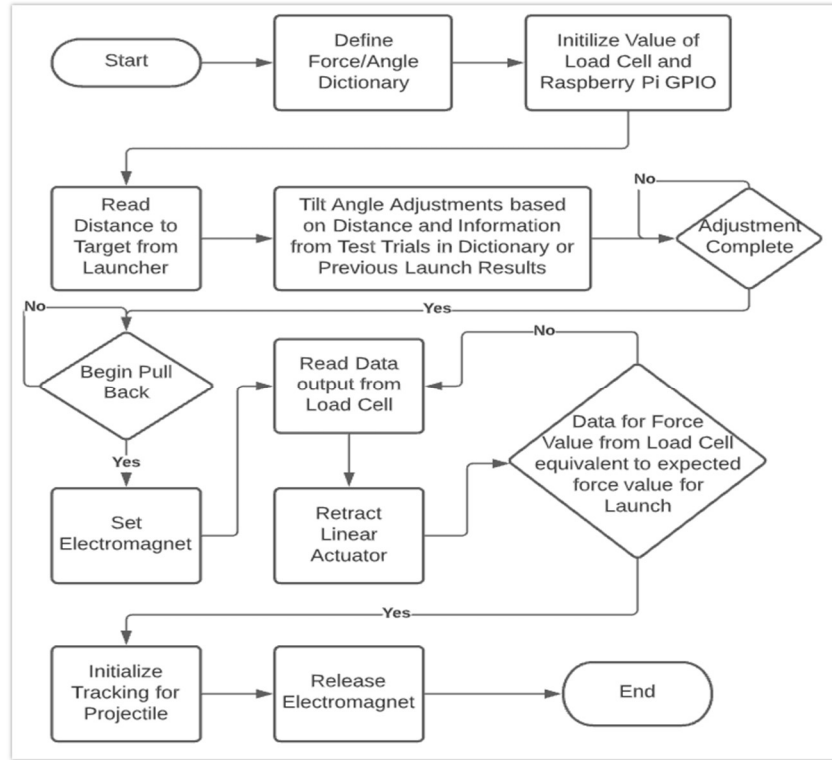 Start
Define
Force/Angle
Dictionary
Initilize Value of
Load Cell and
Raspberry Pi GPIO
Read
Distance to
Target from
Launcher
Tilt Angle Adjustments based
on Distance and Information
from Test Trials in Dictionary or
Previous Launch Results
No
Adjustment
Complete
Yes
No
Begin Pull
Back
Yes
Set
Electromagnet
Read Data
output from
Load Cell
Retract
Linear
Actuator
No
Data for Force
Value from Load Cell
equivalent to expected
force value for
Launch
Yes
Initialize
Tracking for
Projectile
Release
Electromagnet
End